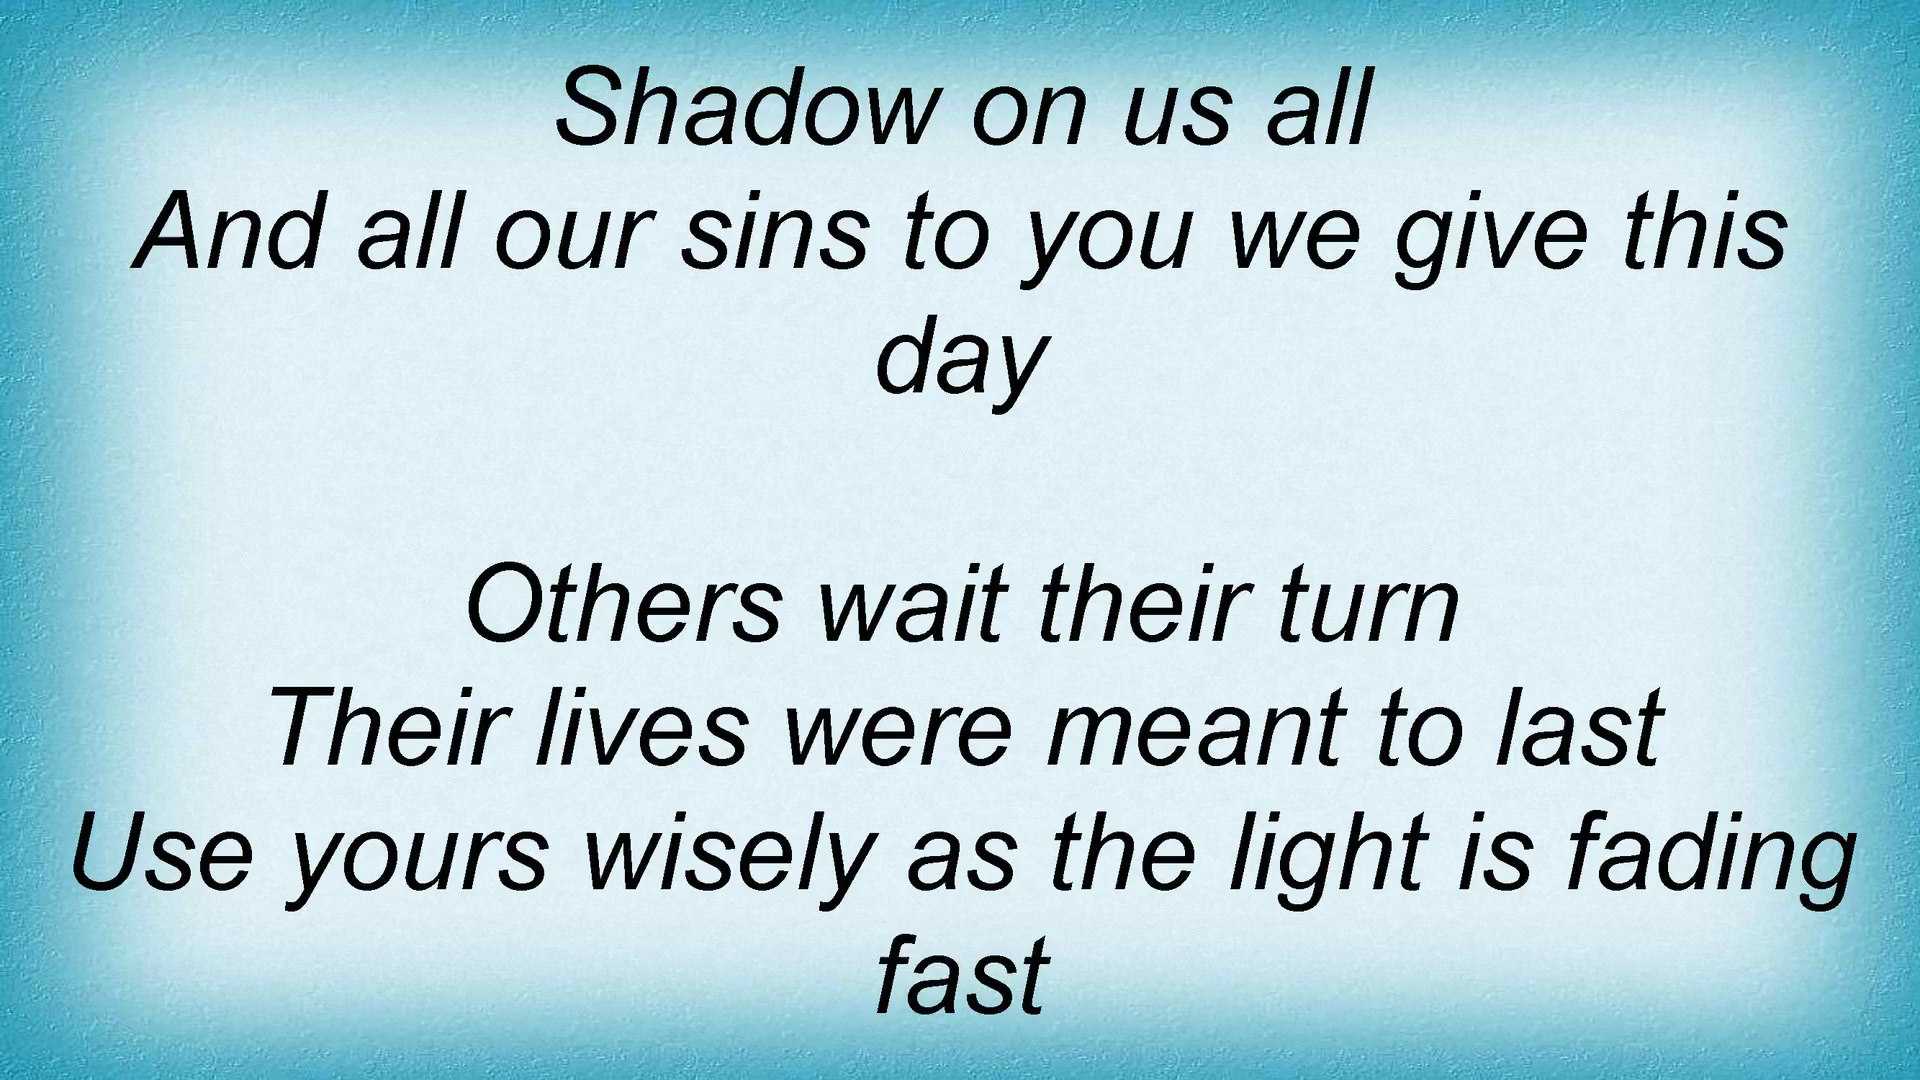 Shadow on us all
And all our sins to you we give this
day
Others wait their turn
Their lives were meant to last
Use yours wisely as the light is fading
fast